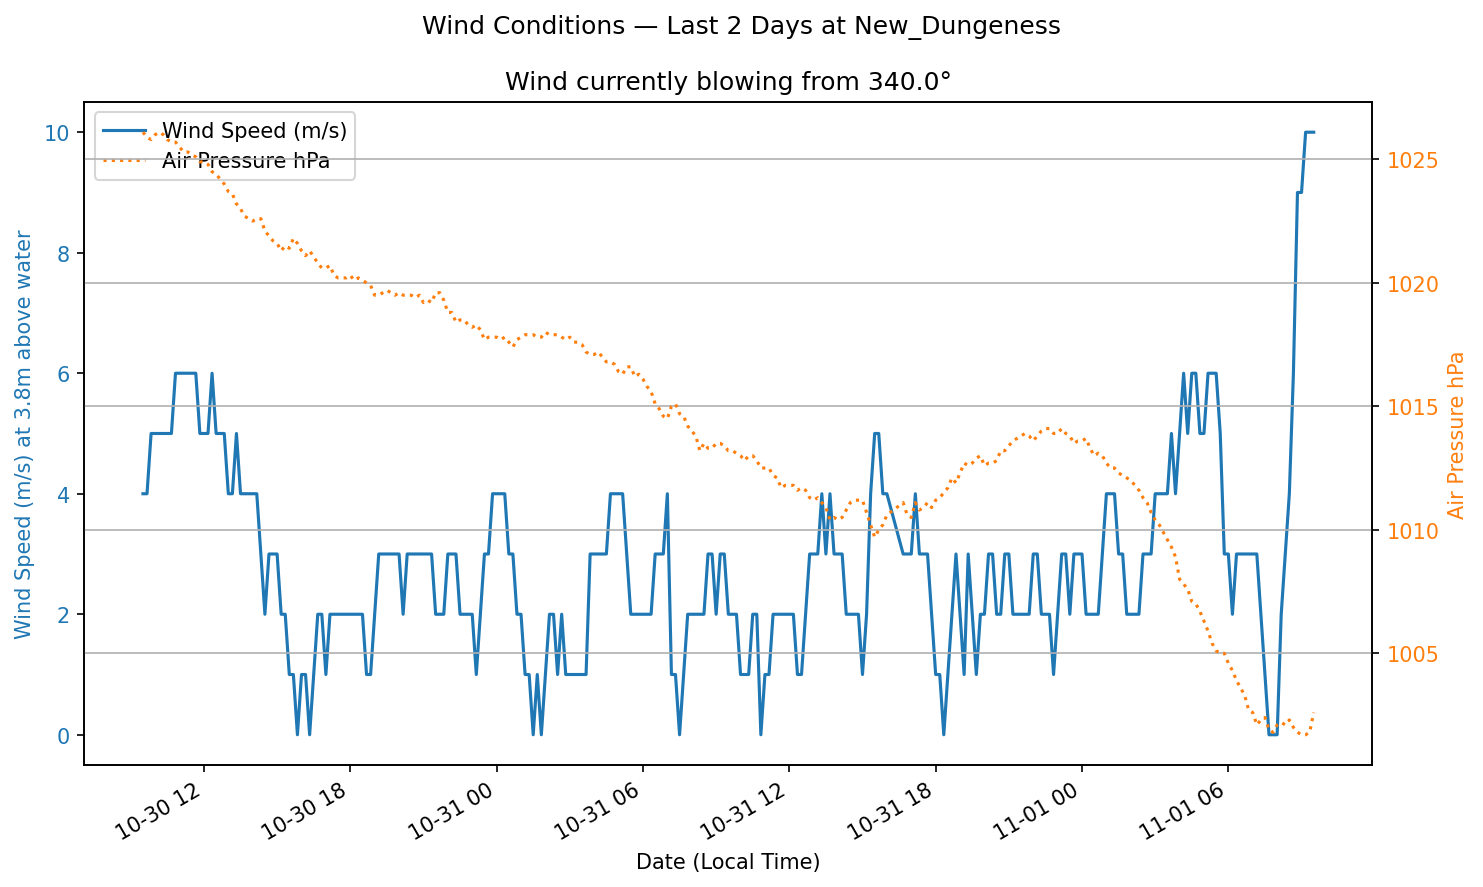 Wind Conditions — Last 2 Days at New_Dungeness
Wind currently blowing from 340.0°
Wind Speed (m/s)
Air Pressure hPa
Wind Speed (m/s) at 3.8m above water
10
8
6
4
2
0
1025
1020
1015
1010
1005
Air Pressure hPa
10-30 12
10-30 18
10-31 00
10-31 06
10-31 12
10-31 18
11-01 00
11-01 06
Date (Local Time)